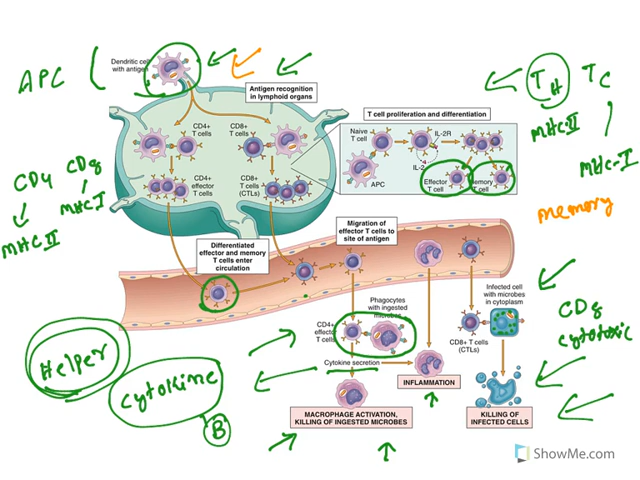 APC
Dendritic cell
with antigen
Antigen recognition
in lymphoid organs
TH
TC
MHC-II
MHC-I
CD4+
T cells
CD8+
T cells
CD4+
effector
T cells
CD8+
T cells
(CTLs)
T cell proliferation and differentiation
Naive
T cell
IL-2R
IL-2
APC
Effector
T cell
Memory
T cell
CD4
CD8
MHC I
MHC II
memory
Differentiated
effector and memory
T cells enter
circulation
Migration of
effector T cells to
site of antigen
Phagocytes
with ingested
microbes
CD4+
effector
T cells
Cytokine secretion
Infected cell
with microbes
in cytoplasm
CD8+ T cells
(CTLs)
CD8
cytotoxic
INFLAMMATION
MACROPHAGE ACTIVATION,
KILLING OF INGESTED MICROBES
KILLING OF
INFECTED CELLS
Helper
Cytokine
B
ShowMe.com